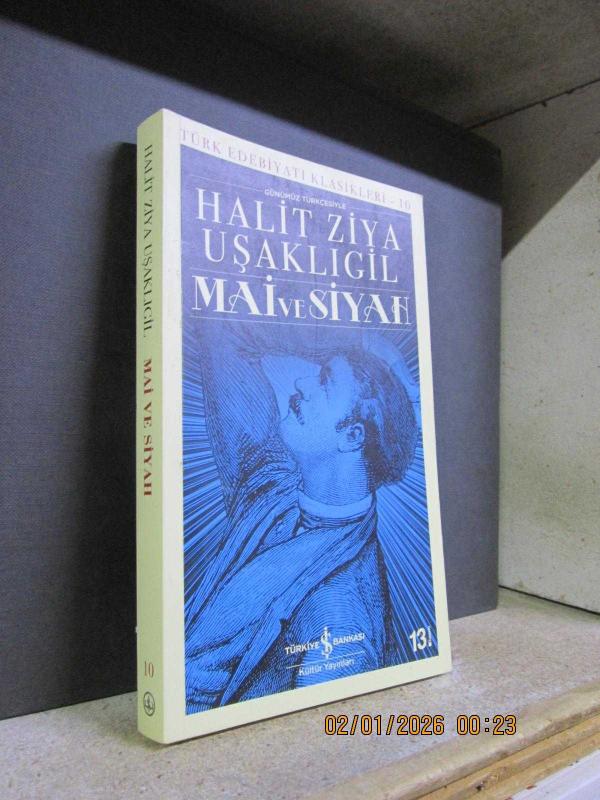 TÜRK EDEBİYATI KLASİKLERİ - 10
GÜNÜMÜZ TÜRKÇESİYLE
HALİT ZİYA
UŞAKLIGİL
MAİ VE SİYAH
TÜRKİYE İŞ BANKASI
Kültür Yayınları
13.
HALİT ZİYA UŞAKLIGİL MAİ VE SİYAH
10
02/01/2026 00:23